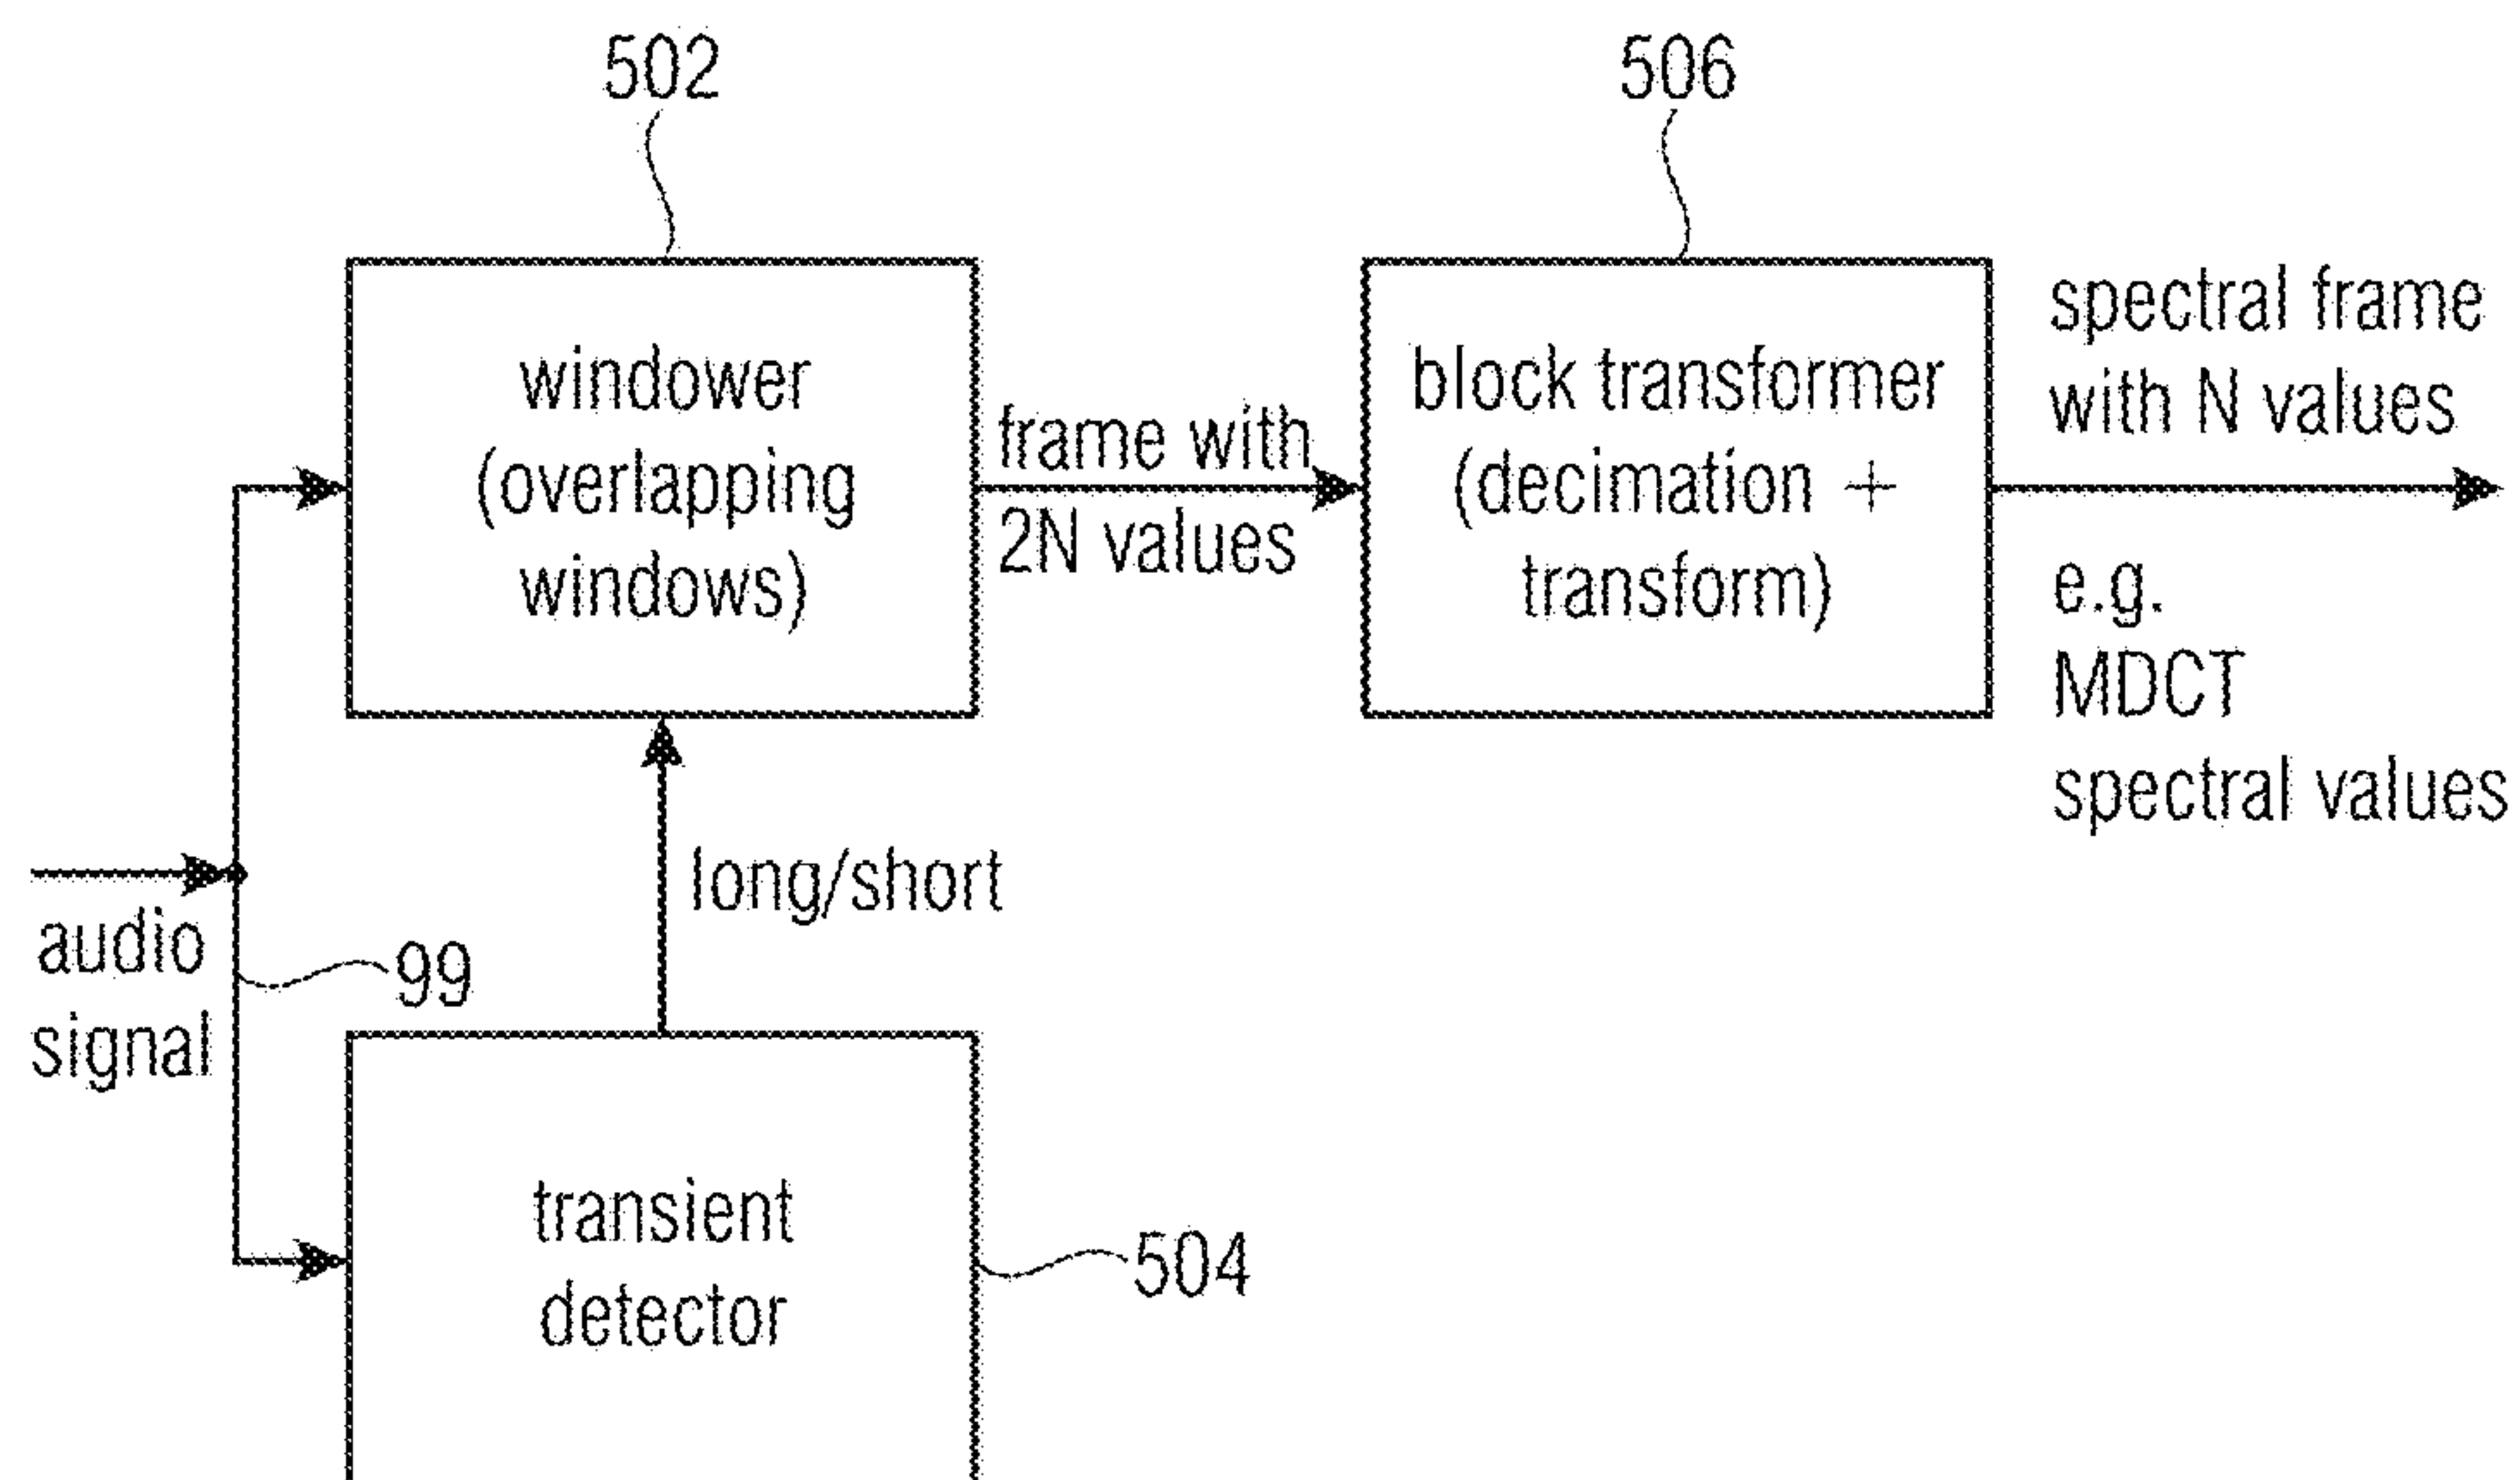 502
506
windower
(overlapping
windows)
frame with
2N values
block transformer
(decimation +
transform)
spectral frame
with N values
e.g.
MDCT
spectral values
long/short
audio
signal
99
transient
detector
504